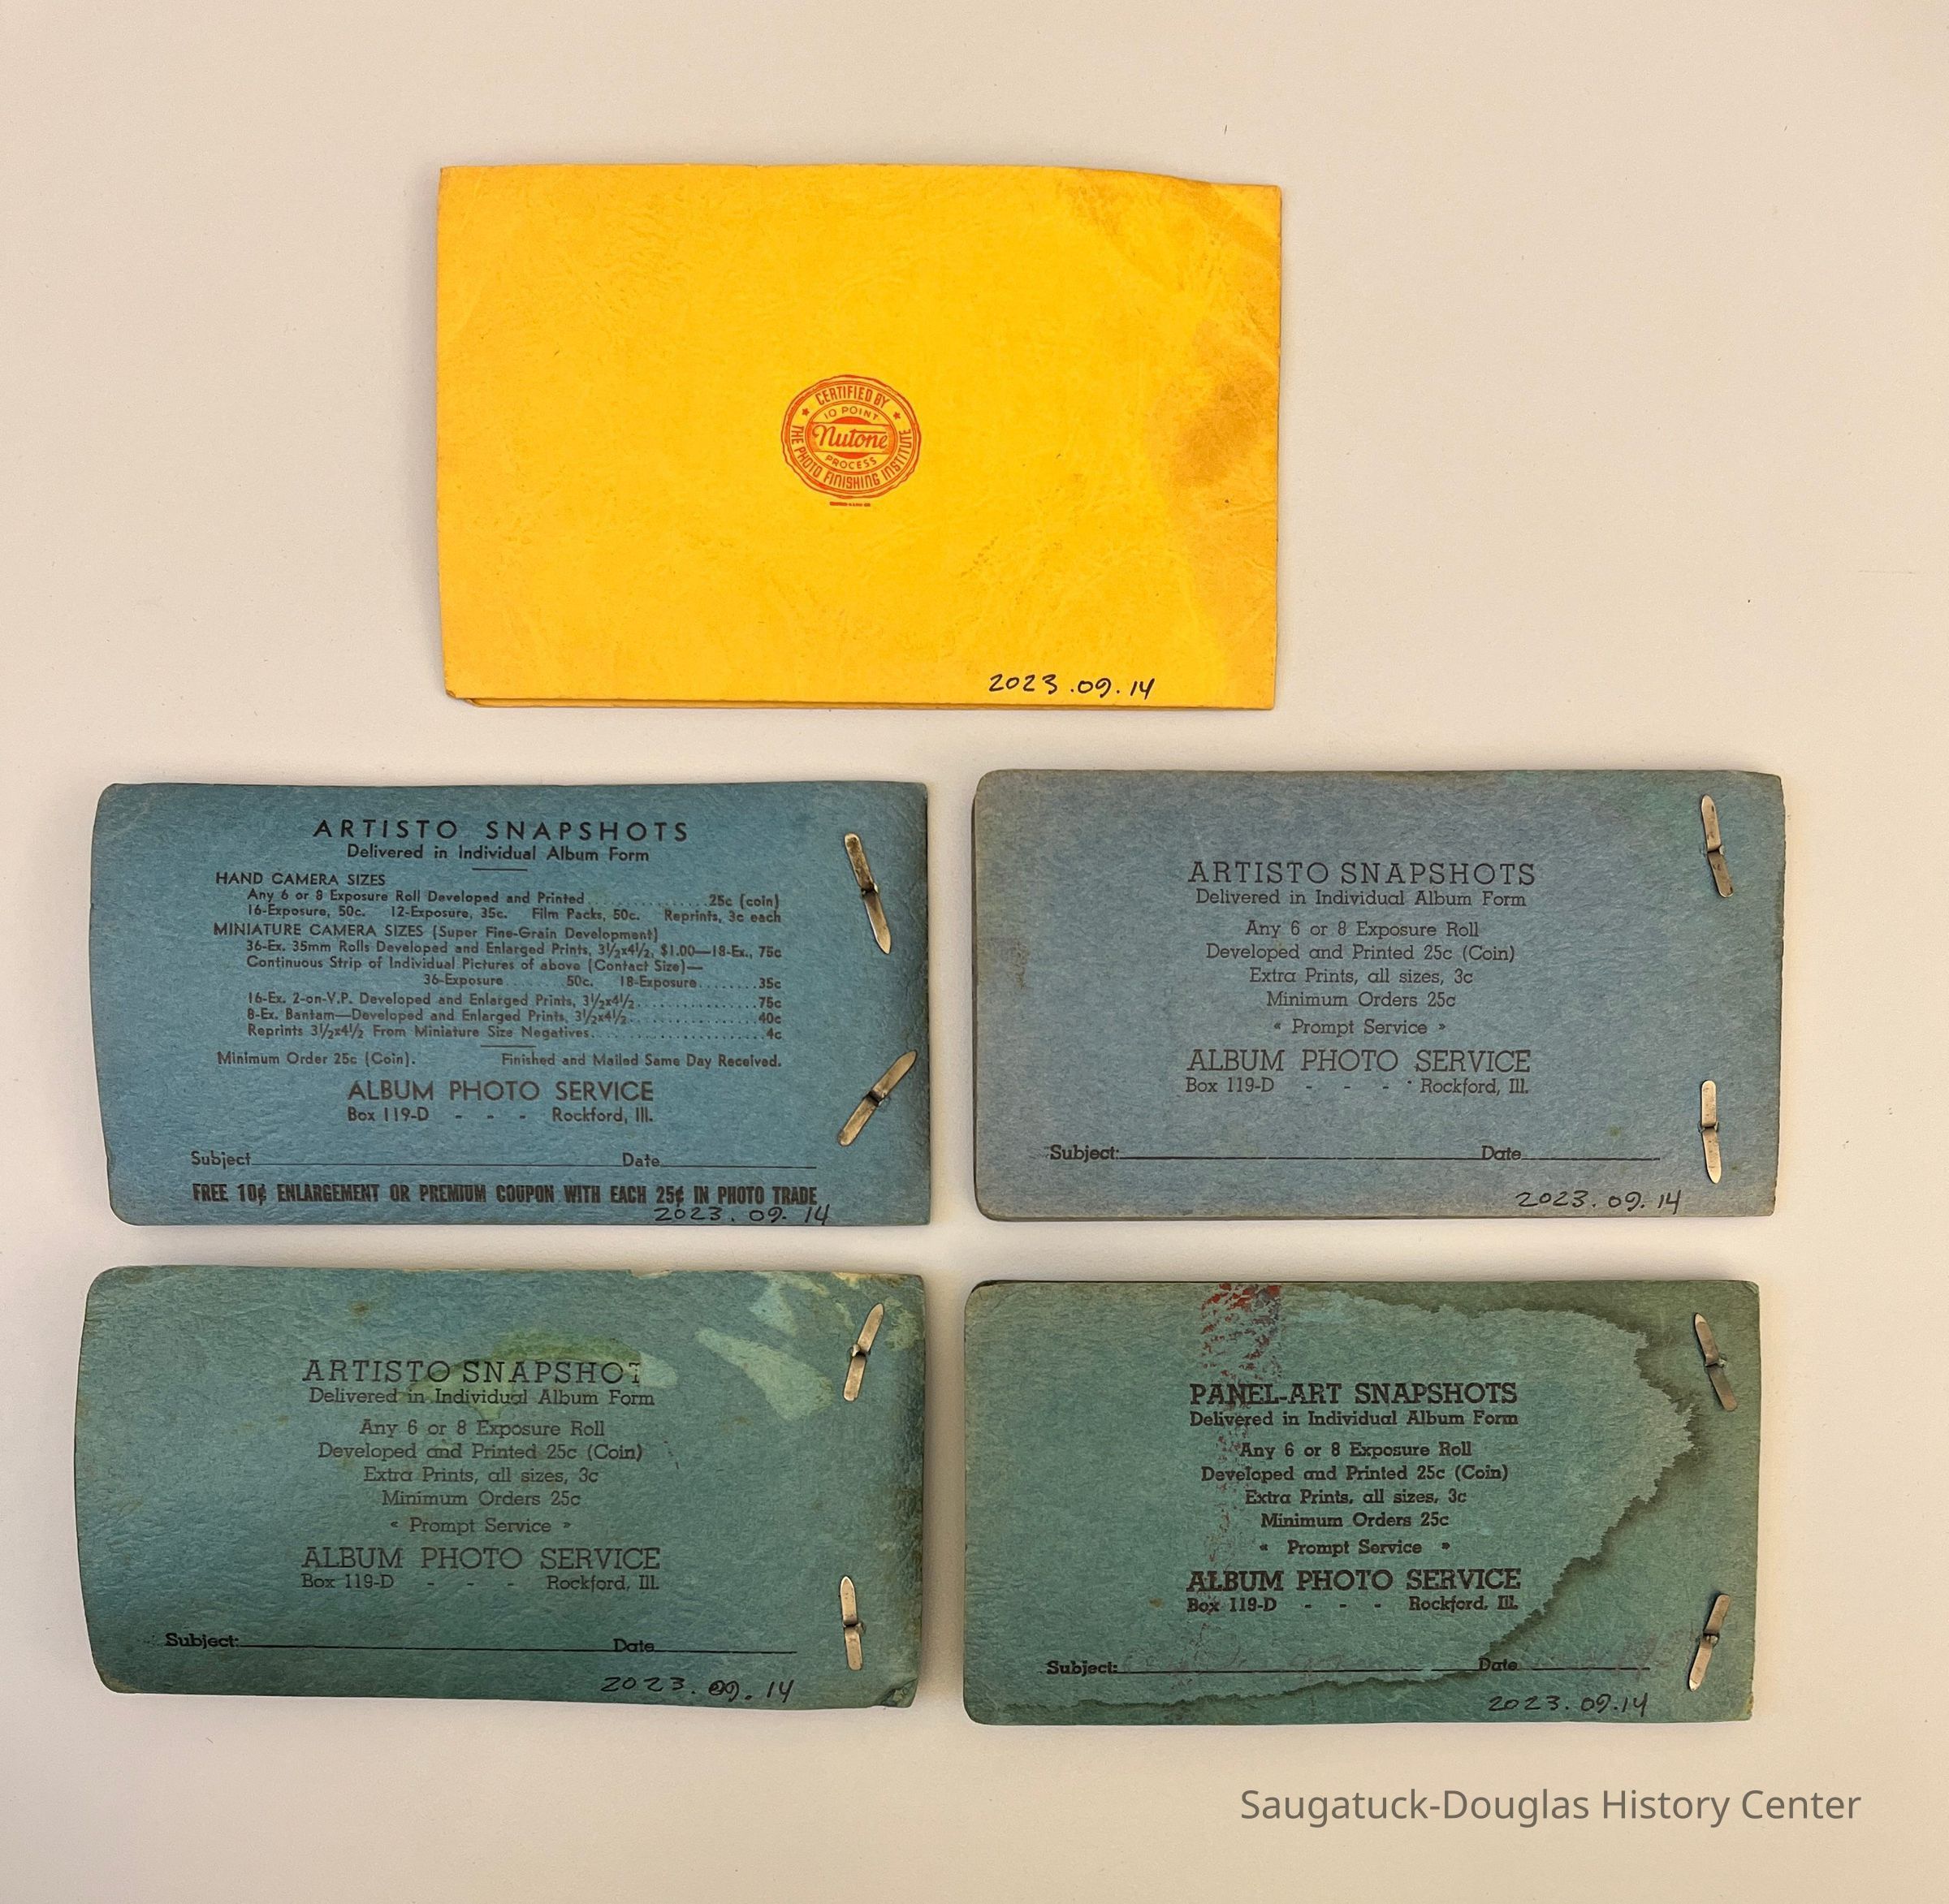 CERTIFIED BY
THE PHOTO FINISHING INSTITUTE
10 POINT
Nutone
PROCESS
2023.09.14
ARTISTO SNAPSHOTS
Delivered in Individual Album Form
HAND CAMERA SIZES
Any 6 or 8 Exposure Roll Developed and Printed ............25c (coin)
16-Exposure, 50c. 12-Exposure, 35c. Film Packs, 50c. Reprints, 3c each
MINIATURE CAMERA SIZES (Super Fine-Grain Development)
36-Ex. 35mm Rolls Developed and Enlarged Prints, 3½x4½, $1.00—18-Ex., 75c
Continuous Strip of Individual Pictures of above (Contact Size)—
36-Exposure 50c. 18-Exposure........35c
16-Ex. 2-on-V.P. Developed and Enlarged Prints, 3½x4½................75c
8-Ex. Bantam—Developed and Enlarged Prints, 3½x4½................40c
Reprints 3½x4½ From Miniature Size Negatives......................4c
Minimum Order 25c (Coin). Finished and Mailed Same Day Received.
ALBUM PHOTO SERVICE
Box 119-D - - - Rockford, Ill.
Subject Date
FREE 10¢ ENLARGEMENT OR PREMIUM COUPON WITH EACH 25¢ IN PHOTO TRADE
2023.09.14
ARTISTO SNAPSHOTS
Delivered in Individual Album Form
Any 6 or 8 Exposure Roll
Developed and Printed 25c (Coin)
Extra Prints, all sizes, 3c
Minimum Orders 25c
« Prompt Service »
ALBUM PHOTO SERVICE
Box 119-D - - - Rockford, Ill.
Subject: Date
2023.09.14
ARTISTO SNAPSHOT
Delivered in Individual Album Form
Any 6 or 8 Exposure Roll
Developed and Printed 25c (Coin)
Extra Prints, all sizes, 3c
Minimum Orders 25c
« Prompt Service »
ALBUM PHOTO SERVICE
Box 119-D - - - Rockford, Ill.
Subject: Date
2023.09.14
PANEL-ART SNAPSHOTS
Delivered in Individual Album Form
Any 6 or 8 Exposure Roll
Developed and Printed 25c (Coin)
Extra Prints, all sizes, 3c
Minimum Orders 25c
« Prompt Service »
ALBUM PHOTO SERVICE
Box 119-D - - - Rockford, Ill.
Subject: Date
2023.09.14
Saugatuck-Douglas History Center